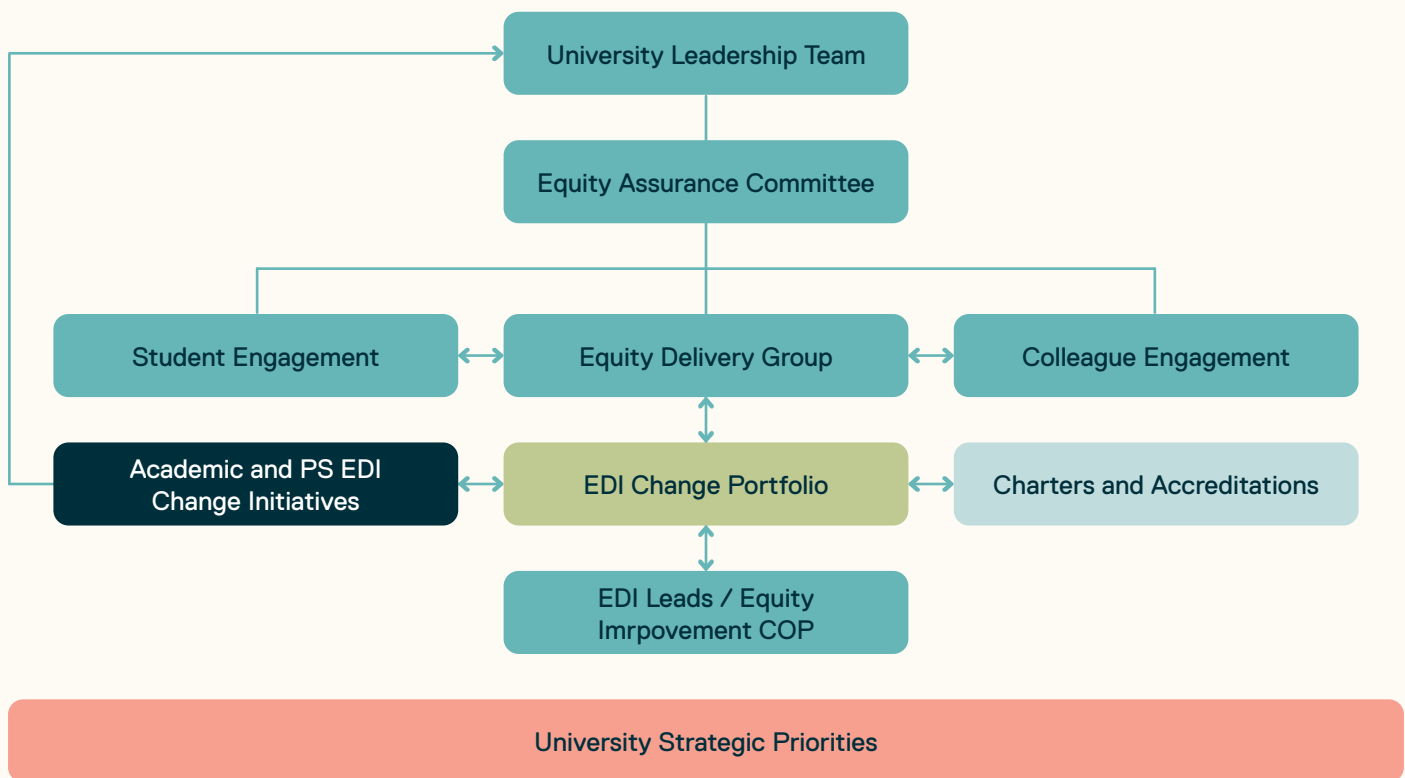 University Leadership Team
Equity Assurance Committee
Student Engagement
Equity Delivery Group
Colleague Engagement
Academic and PS EDI
Change Initiatives
EDI Change Portfolio
Charters and Accreditations
EDI Leads / Equity
Imrpovement COP
University Strategic Priorities